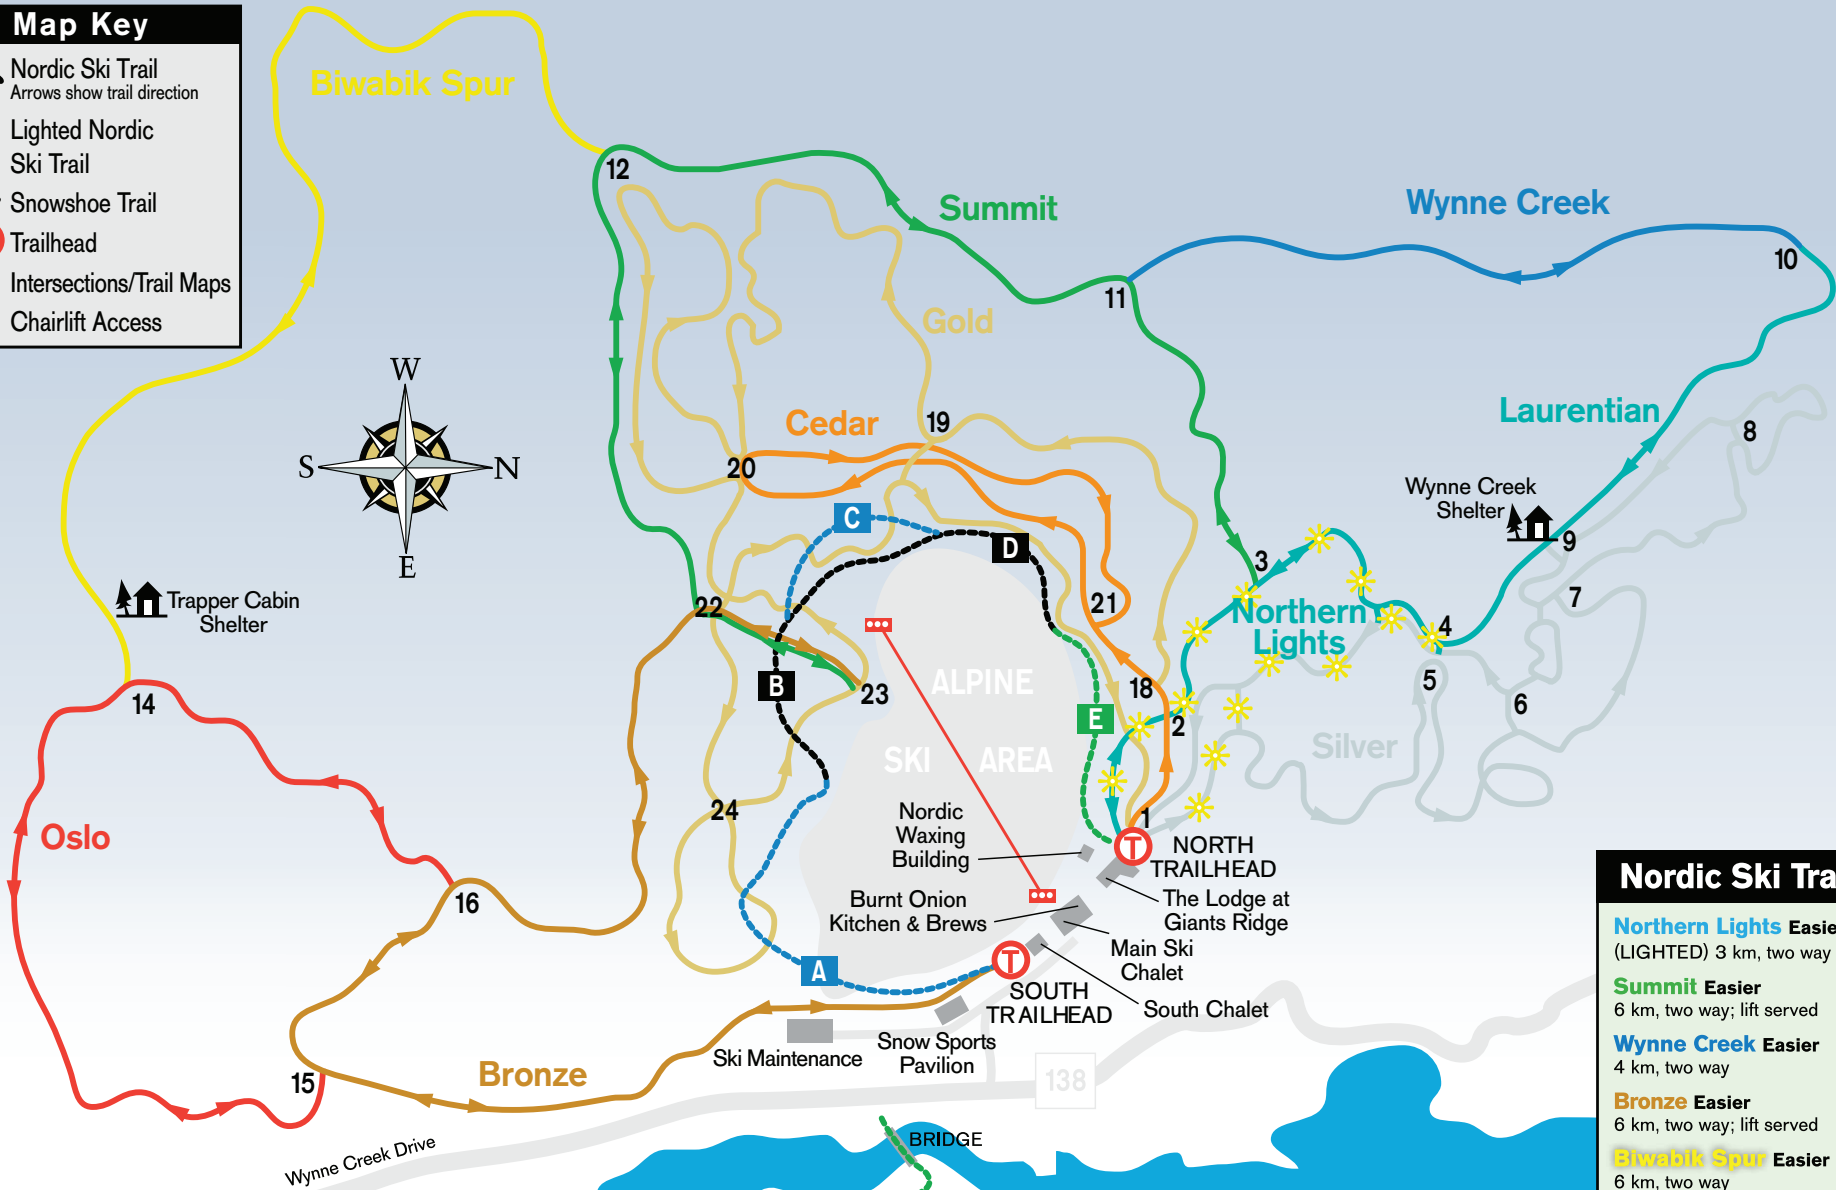 Map Key
Nordic Ski Trail
Arrows show trail direction
Lighted Nordic
Ski Trail
Snowshoe Trail
Trailhead
Intersections/Trail Maps
Chairlift Access
Biwabik Spur
12
Summit
Wynne Creek
10
11
Gold
W
S
N
E
Cedar
19
20
Laurentian
8
Wynne Creek
Shelter
9
C
D
3
7
Trapper Cabin
Shelter
22
21
Northern
Lights
4
5
6
B
23
ALPINE
SKI AREA
18
E
2
14
Silver
Oslo
24
1
Nordic
Waxing
Building
T
NORTH
TRAILHEAD
Burnt Onion
Kitchen & Brews
The Lodge at
Giants Ridge
16
Main Ski
Chalet
A
T
SOUTH
TRAILHEAD
South Chalet
Ski Maintenance
Snow Sports
Pavilion
Bronze
15
138
BRIDGE
Wynne Creek Drive
Nordic Ski Tra
Northern Lights Easie
(LIGHTED) 3 km, two way
Summit Easier
6 km, two way; lift served
Wynne Creek Easier
4 km, two way
Bronze Easier
6 km, two way; lift served
Biwabik Spur Easier
6 km, two way